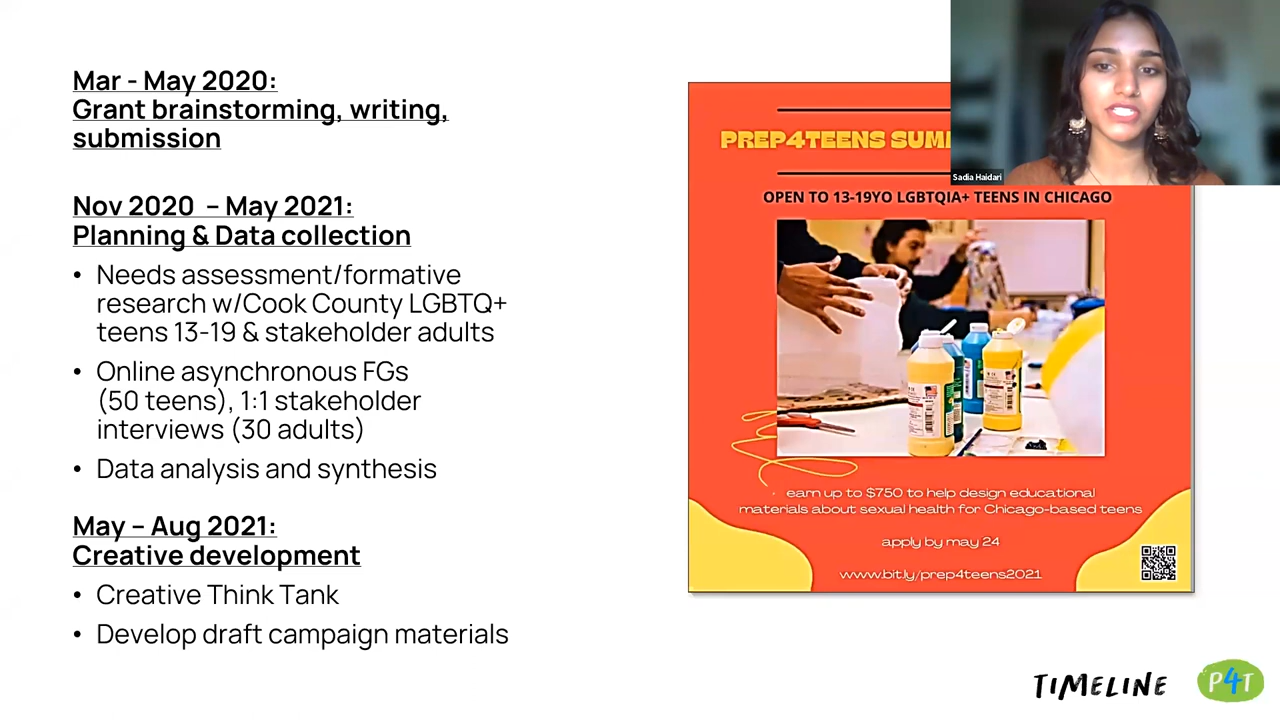 Mar - May 2020:
Grant brainstorming, writing,
submission
Nov 2020 – May 2021:
Planning & Data collection
• Needs assessment/formative
research w/Cook County LGBTQ+
teens 13-19 & stakeholder adults
• Online asynchronous FGs
(50 teens), 1:1 stakeholder
interviews (30 adults)
• Data analysis and synthesis
May – Aug 2021:
Creative development
• Creative Think Tank
• Develop draft campaign materials
PREP4TEENS
Sadia Haidari
OPEN TO 13-19YO LGBTQIA+ TEENS IN CHICAGO
earn up to $750 to help design educational
materials about sexual health for Chicago-based teens
apply by may 24
www.bit.ly/prep4teens2021
TIMELINE
P4T